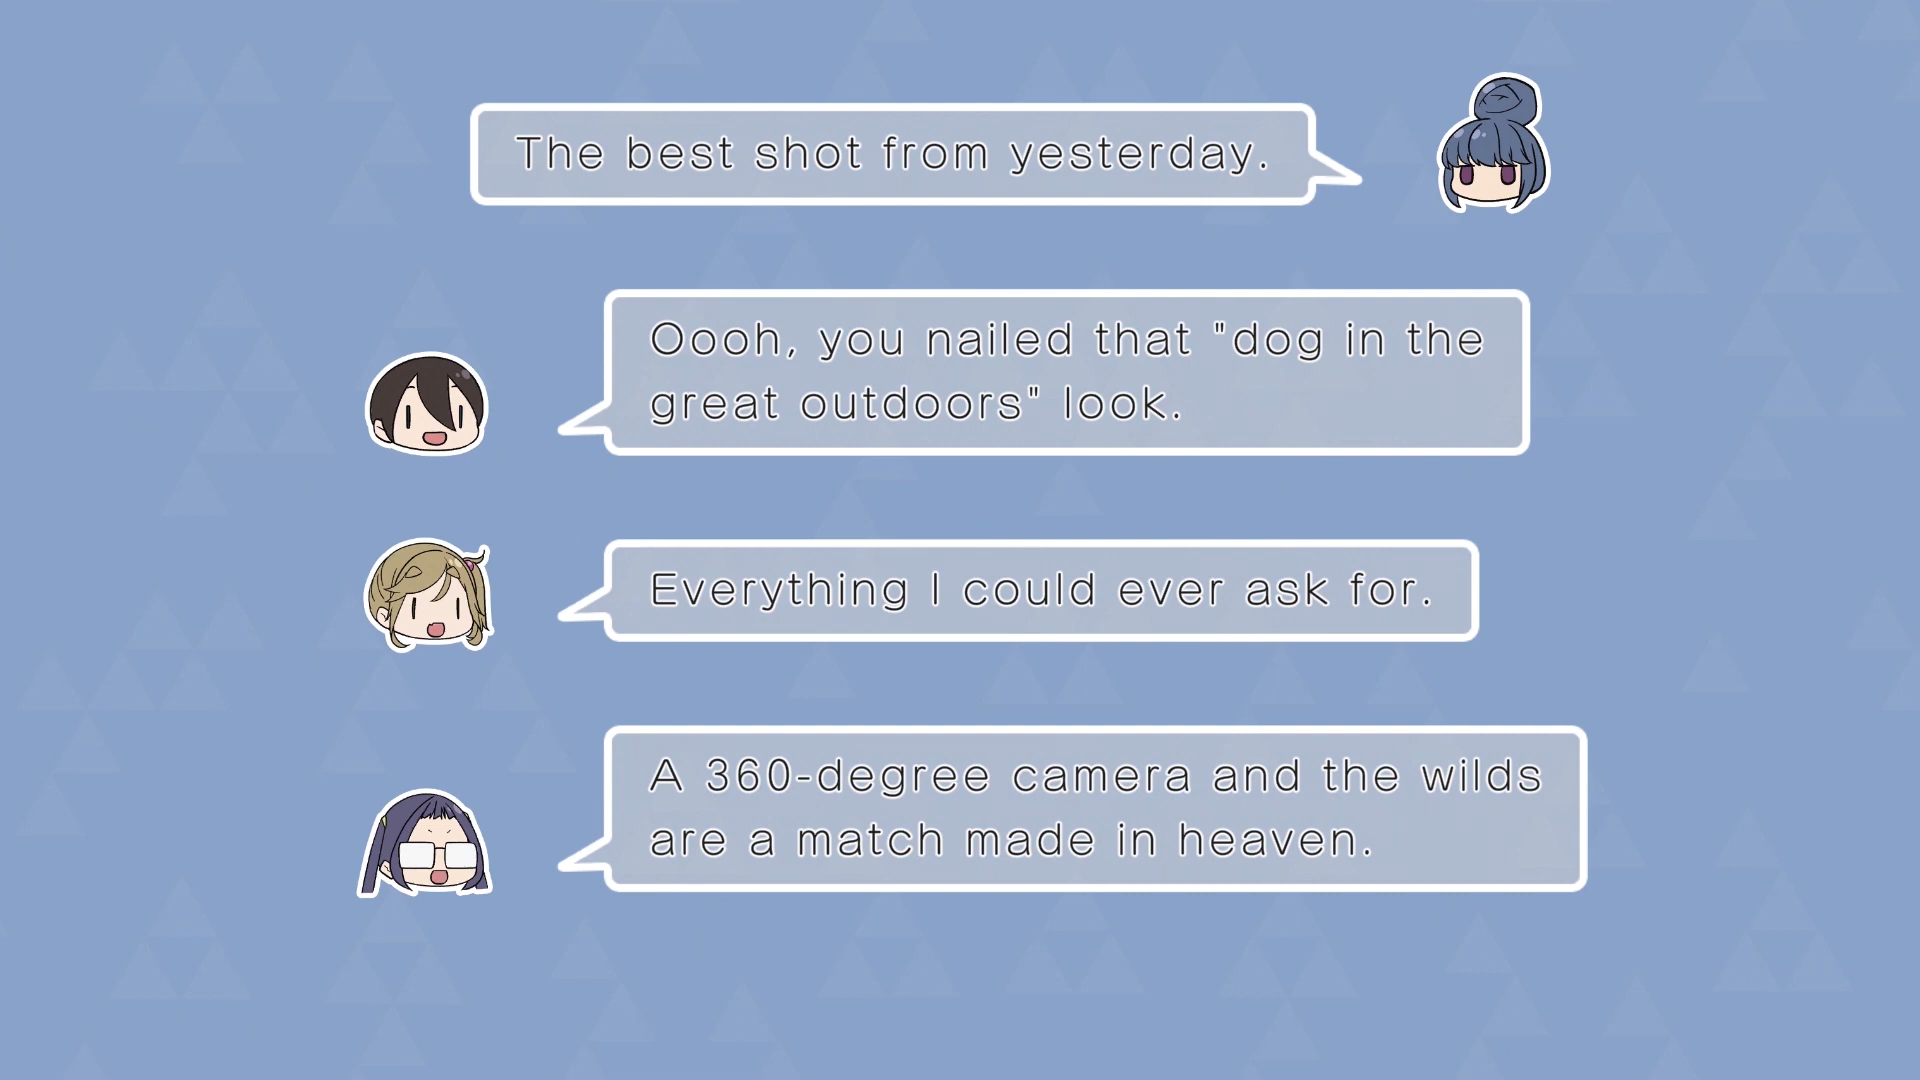 The best shot from yesterday.
Oooh, you nailed that "dog in the
great outdoors" look.
Everything I could ever ask for.
A 360-degree camera and the wilds
are a match made in heaven.